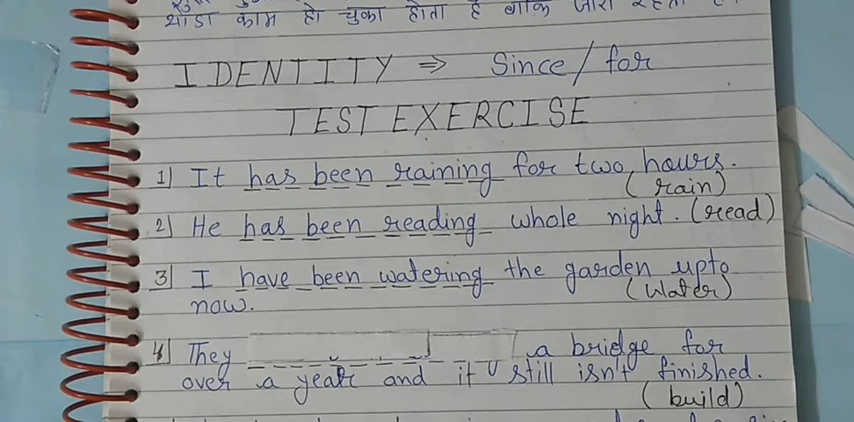 थोडा काम हो चुका होता है बाकि जारी रहता
IDENTITY ⇒ Since/for
TEST EXERCISE
1) It has been raining for two hours.
(rain)
2) He has been reading whole night. (read)
3) I have been watering the garden upto
now. (Water)
4) They a bridge for
over a year and it still isn't finished.
(build)